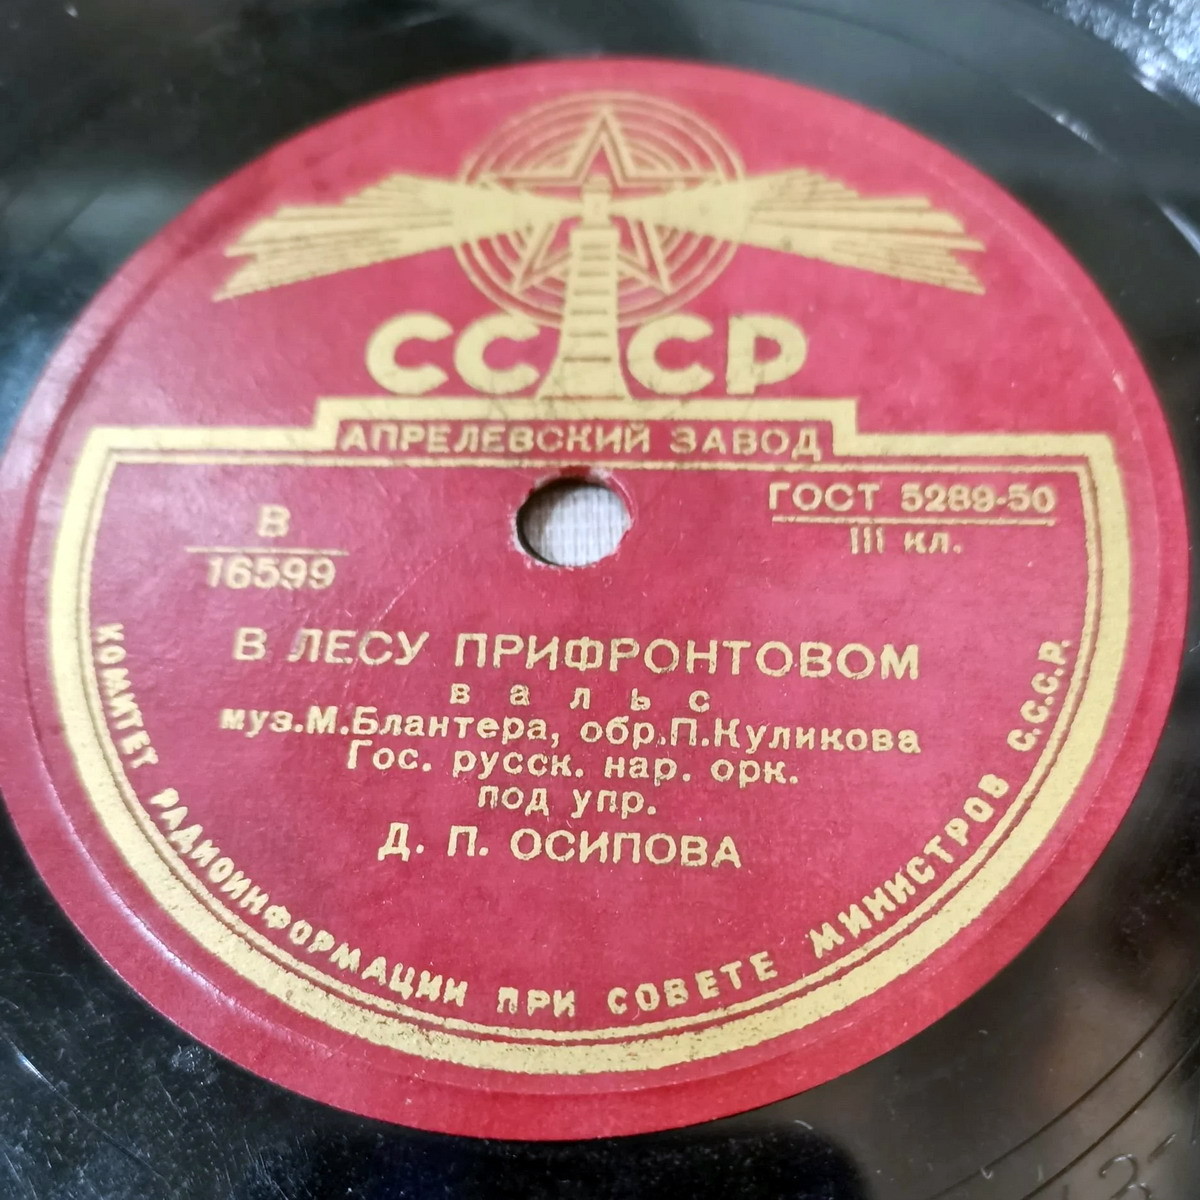 СССР
АПРЕЛЕВСКИЙ ЗАВОД
В
16599
ГОСТ 5289-50
III кл.
В ЛЕСУ ПРИФРОНТОВОМ
вальс
муз.М.Блантера, обр.П.Куликова
Гос. русск. нар. орк.
под упр.
Д. П. ОСИПОВА
КОМИТЕТ РАДИОИНФОРМАЦИИ ПРИ СОВЕТЕ МИНИСТРОВ С.С.С.Р.